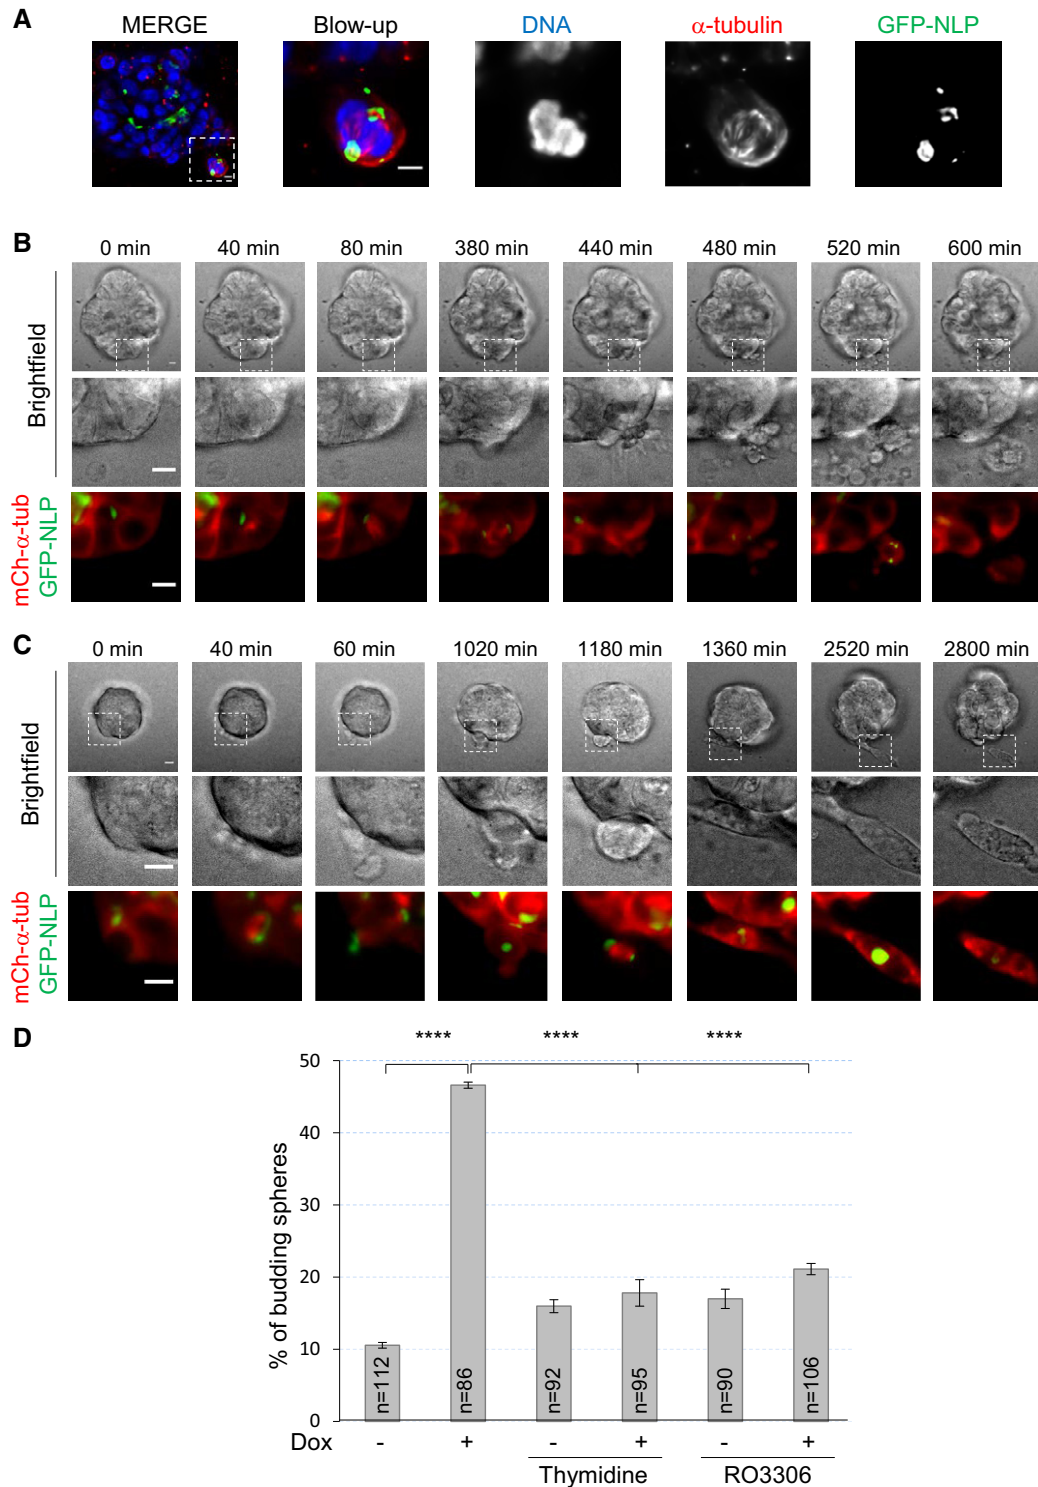 A
MERGE Blow-up DNA α-tubulin GFP-NLP
B
0 min 40 min 80 min 380 min 440 min 480 min 520 min 600 min
Brightfield
mCh-α-tub
GFP-NLP
C
0 min 40 min 60 min 1020 min 1180 min 1360 min 2520 min 2800 min
Brightfield
mCh-α-tub
GFP-NLP
D
**** **** ****
% of budding spheres
50
40
30
20
10
0
n=112 n=86 n=92 n=95 n=90 n=106
Dox - + - + - +
Thymidine RO3306